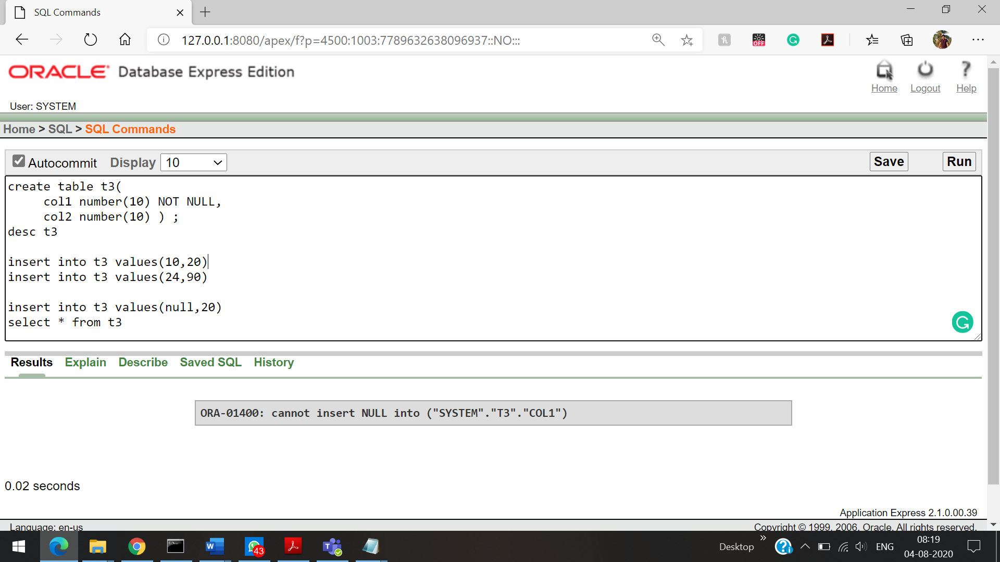 SQL Commands
127.0.0.1:8080/apex/f?p=4500:1003:7789632638096937::NO:::
OFF
ORACLE Database Express Edition
Home Logout Help
User: SYSTEM
Home > SQL > SQL Commands
Autocommit Display 10 Save Run
create table t3(
col1 number(10) NOT NULL,
col2 number(10) ) ;
desc t3
insert into t3 values(10,20)
insert into t3 values(24,90)
insert into t3 values(null,20)
select * from t3
Results Explain Describe Saved SQL History
ORA-01400: cannot insert NULL into ("SYSTEM"."T3"."COL1")
0.02 seconds
Application Express 2.1.0.00.39
Language: en-us Copyright © 1999, 2006, Oracle. All rights reserved.
43
Desktop » ENG 08:19
04-08-2020